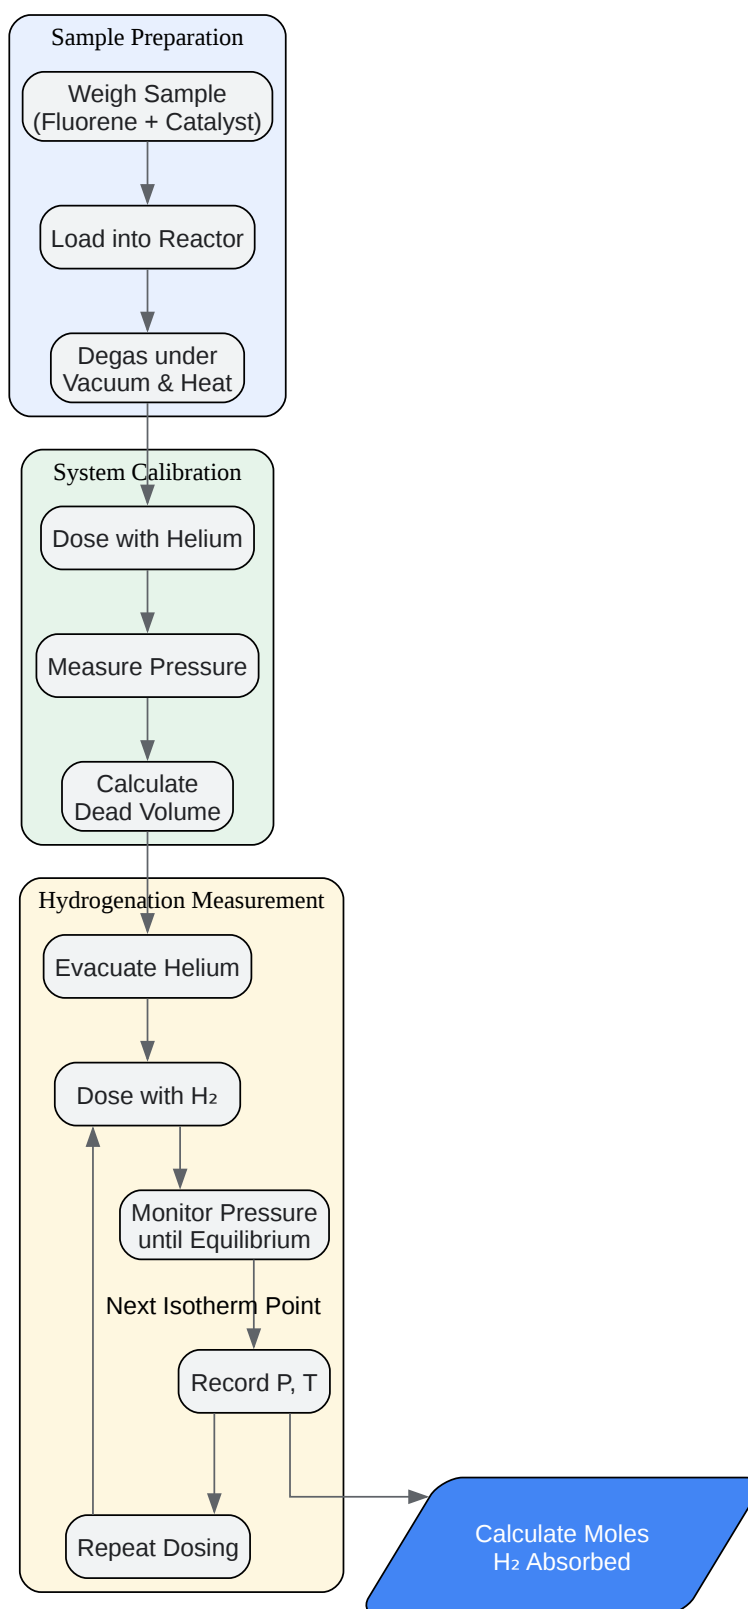 Sample Preparation
Weigh Sample
(Fluorene + Catalyst)
Load into Reactor
Degas under
Vacuum & Heat
System Calibration
Dose with Helium
Measure Pressure
Calculate
Dead Volume
Hydrogenation Measurement
Evacuate Helium
Dose with H₂
Monitor Pressure
until Equilibrium
Next Isotherm Point
Record P, T
Repeat Dosing
Calculate Moles
H₂ Absorbed